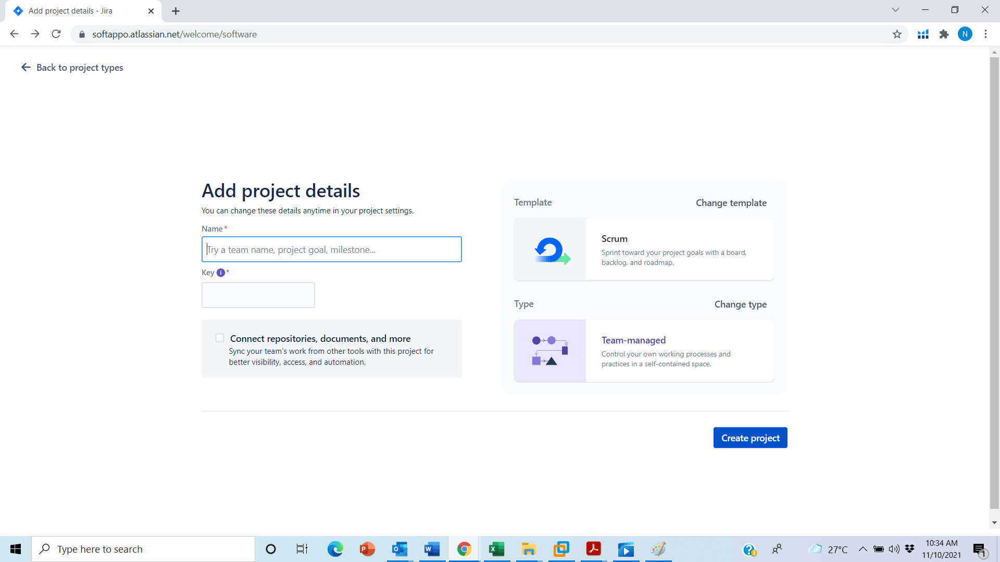 Add project details - Jira
softappo.atlassian.net/welcome/software
N
Back to project types
Add project details
You can change these details anytime in your project settings.
Name *
Try a team name, project goal, milestone...
Key i *
Connect repositories, documents, and more
Sync your team's work from other tools with this project for
better visibility, access, and automation.
Template
Change template
Scrum
Sprint toward your project goals with a board,
backlog, and roadmap.
Type
Change type
Team-managed
Control your own working processes and
practices in a self-contained space.
Create project
Type here to search
27°C
10:34 AM
11/10/2021
1